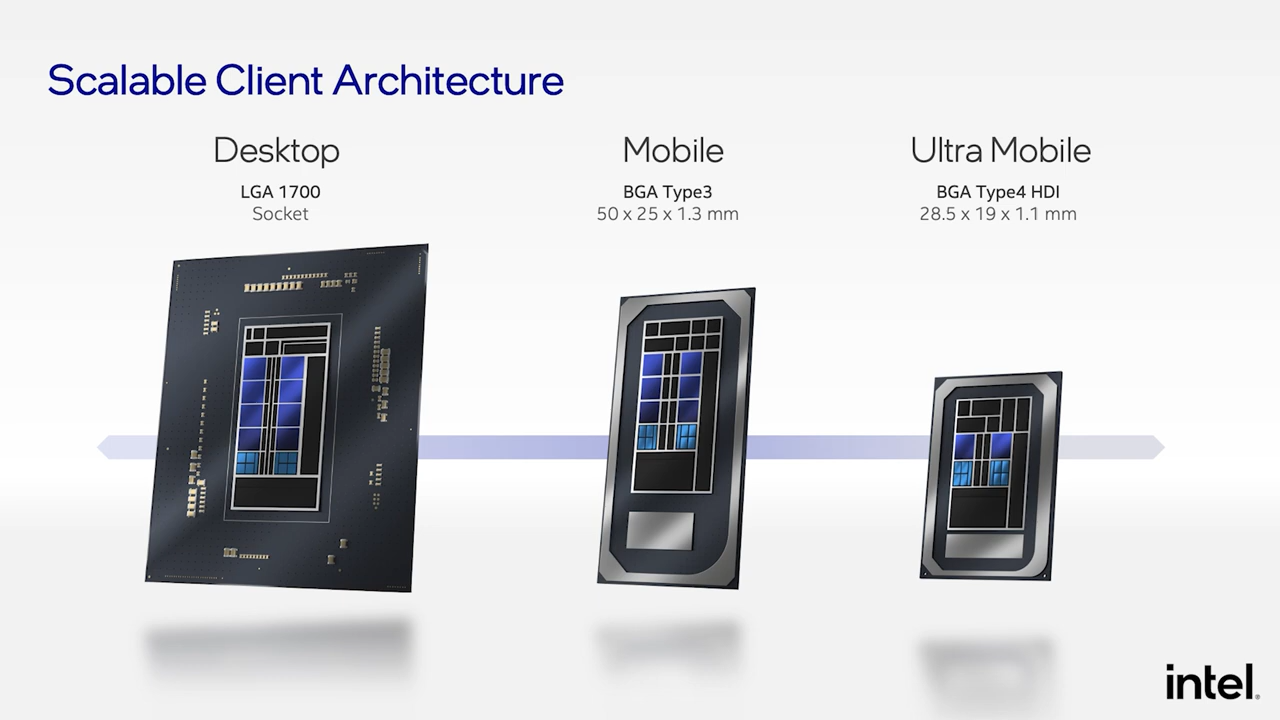 Scalable Client Architecture
Desktop
LGA 1700
Socket
Mobile
BGA Type3
50 x 25 x 1.3 mm
Ultra Mobile
BGA Type4 HDI
28.5 x 19 x 1.1 mm
intel.